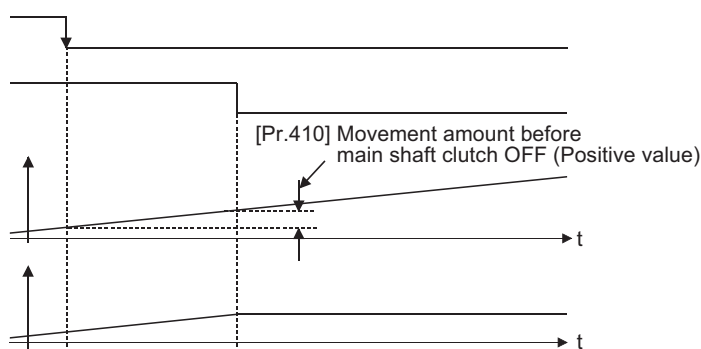 [Pr.410] Movement amount before
main shaft clutch OFF (Positive value)
t
t